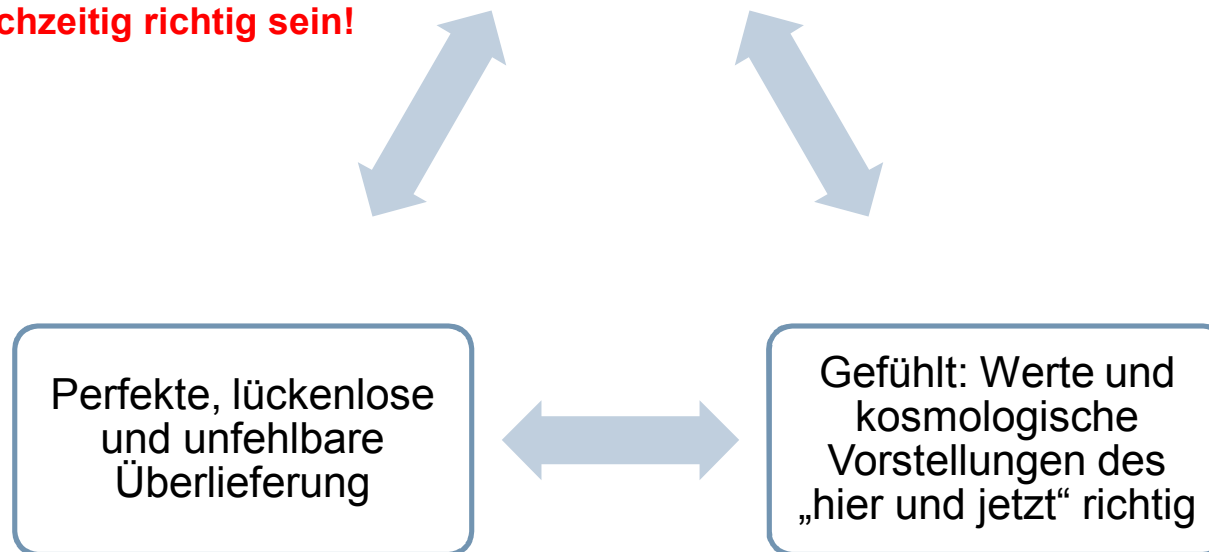 chzeitig richtig sein!
Perfekte, lückenlose
und unfehlbare
Überlieferung
Gefühlt: Werte und
kosmologische
Vorstellungen des
„hier und jetzt“ richtig